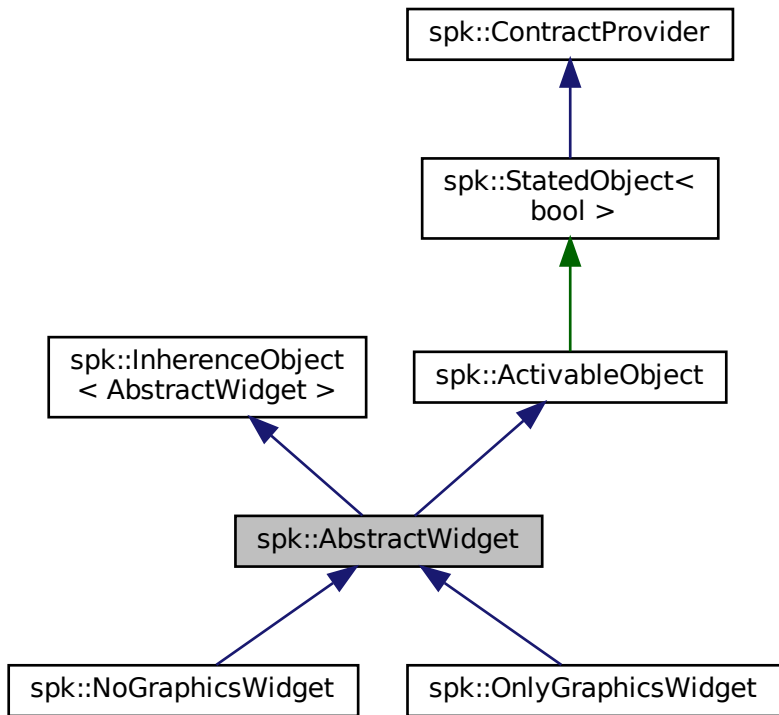 spk::ContractProvider
spk::StatedObject<
bool >
spk::InherenceObject
< AbstractWidget >
spk::ActivableObject
spk::AbstractWidget
spk::NoGraphicsWidget
spk::OnlyGraphicsWidget